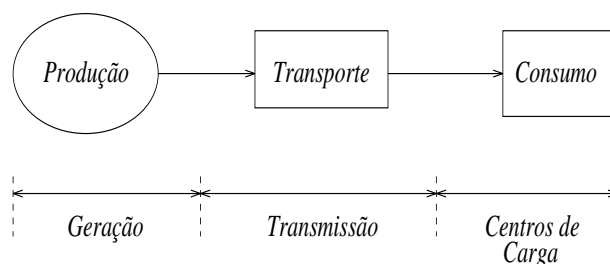 Produção
Transporte
Consumo
Geração
Transmissão
Centros de
Carga